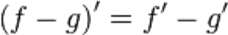 (f − g)′ = f′ − g′